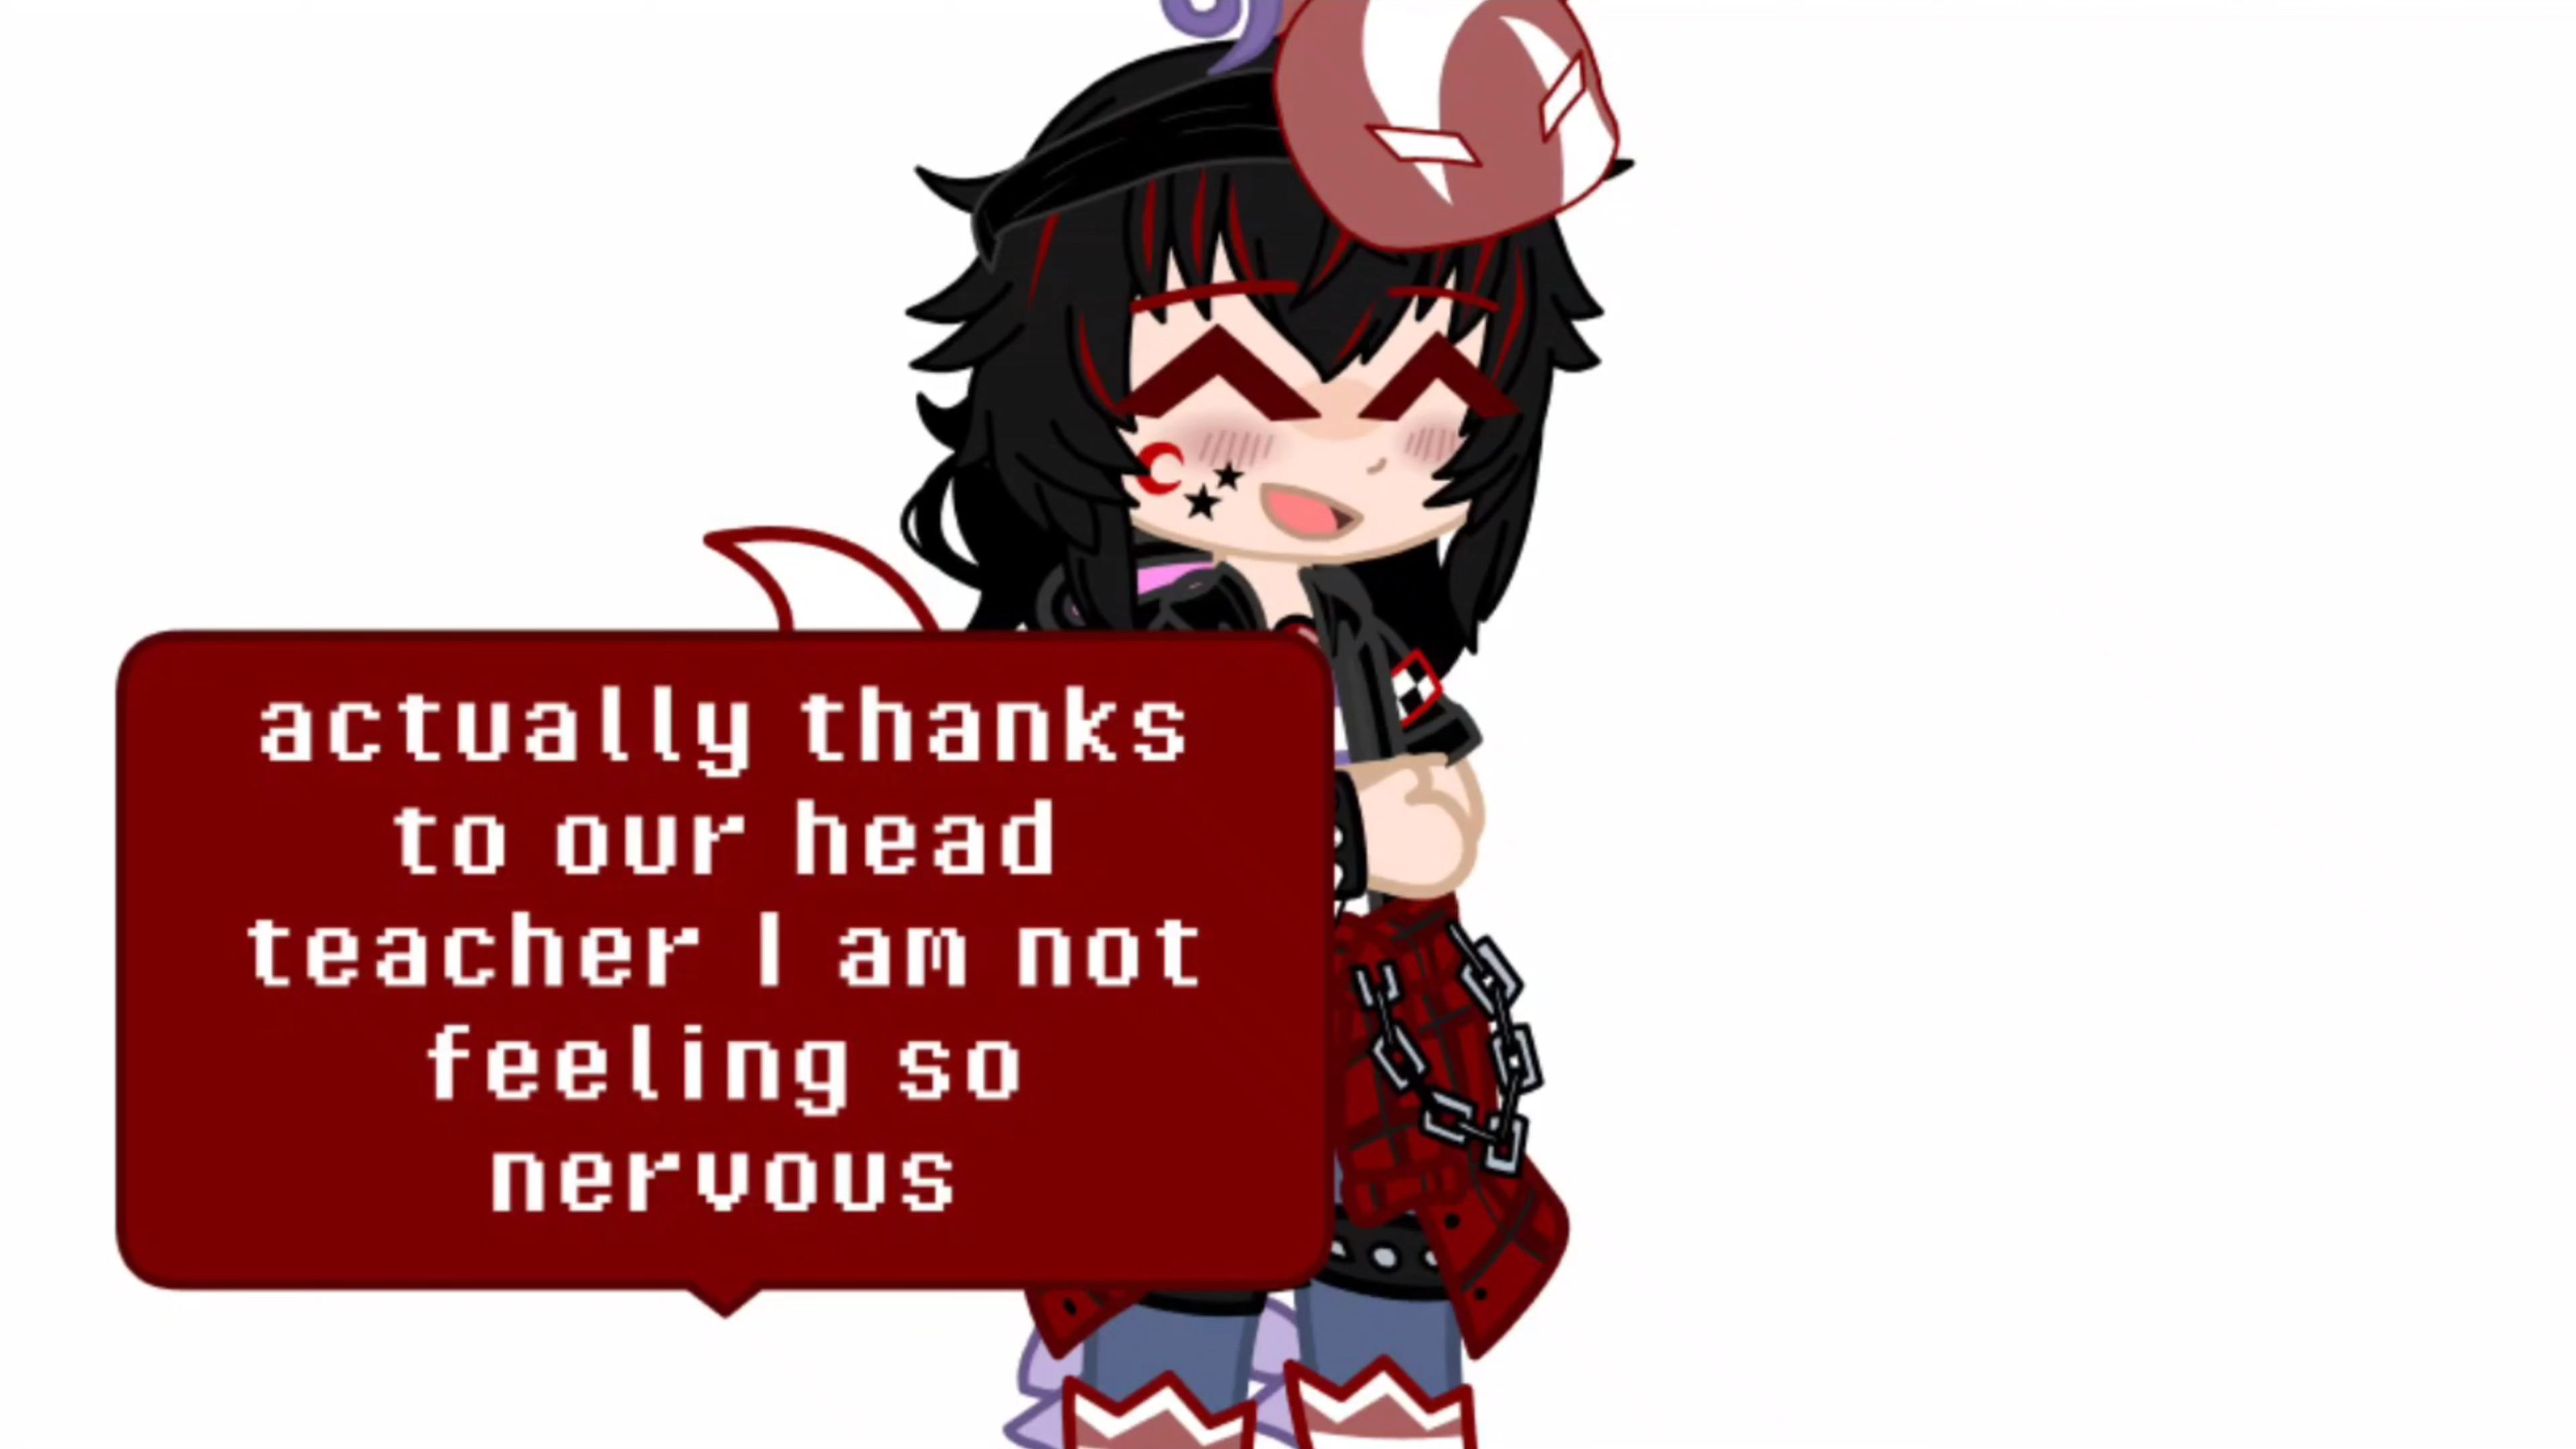 actually thanks
to our head
teacher I am not
feeling so
nervous